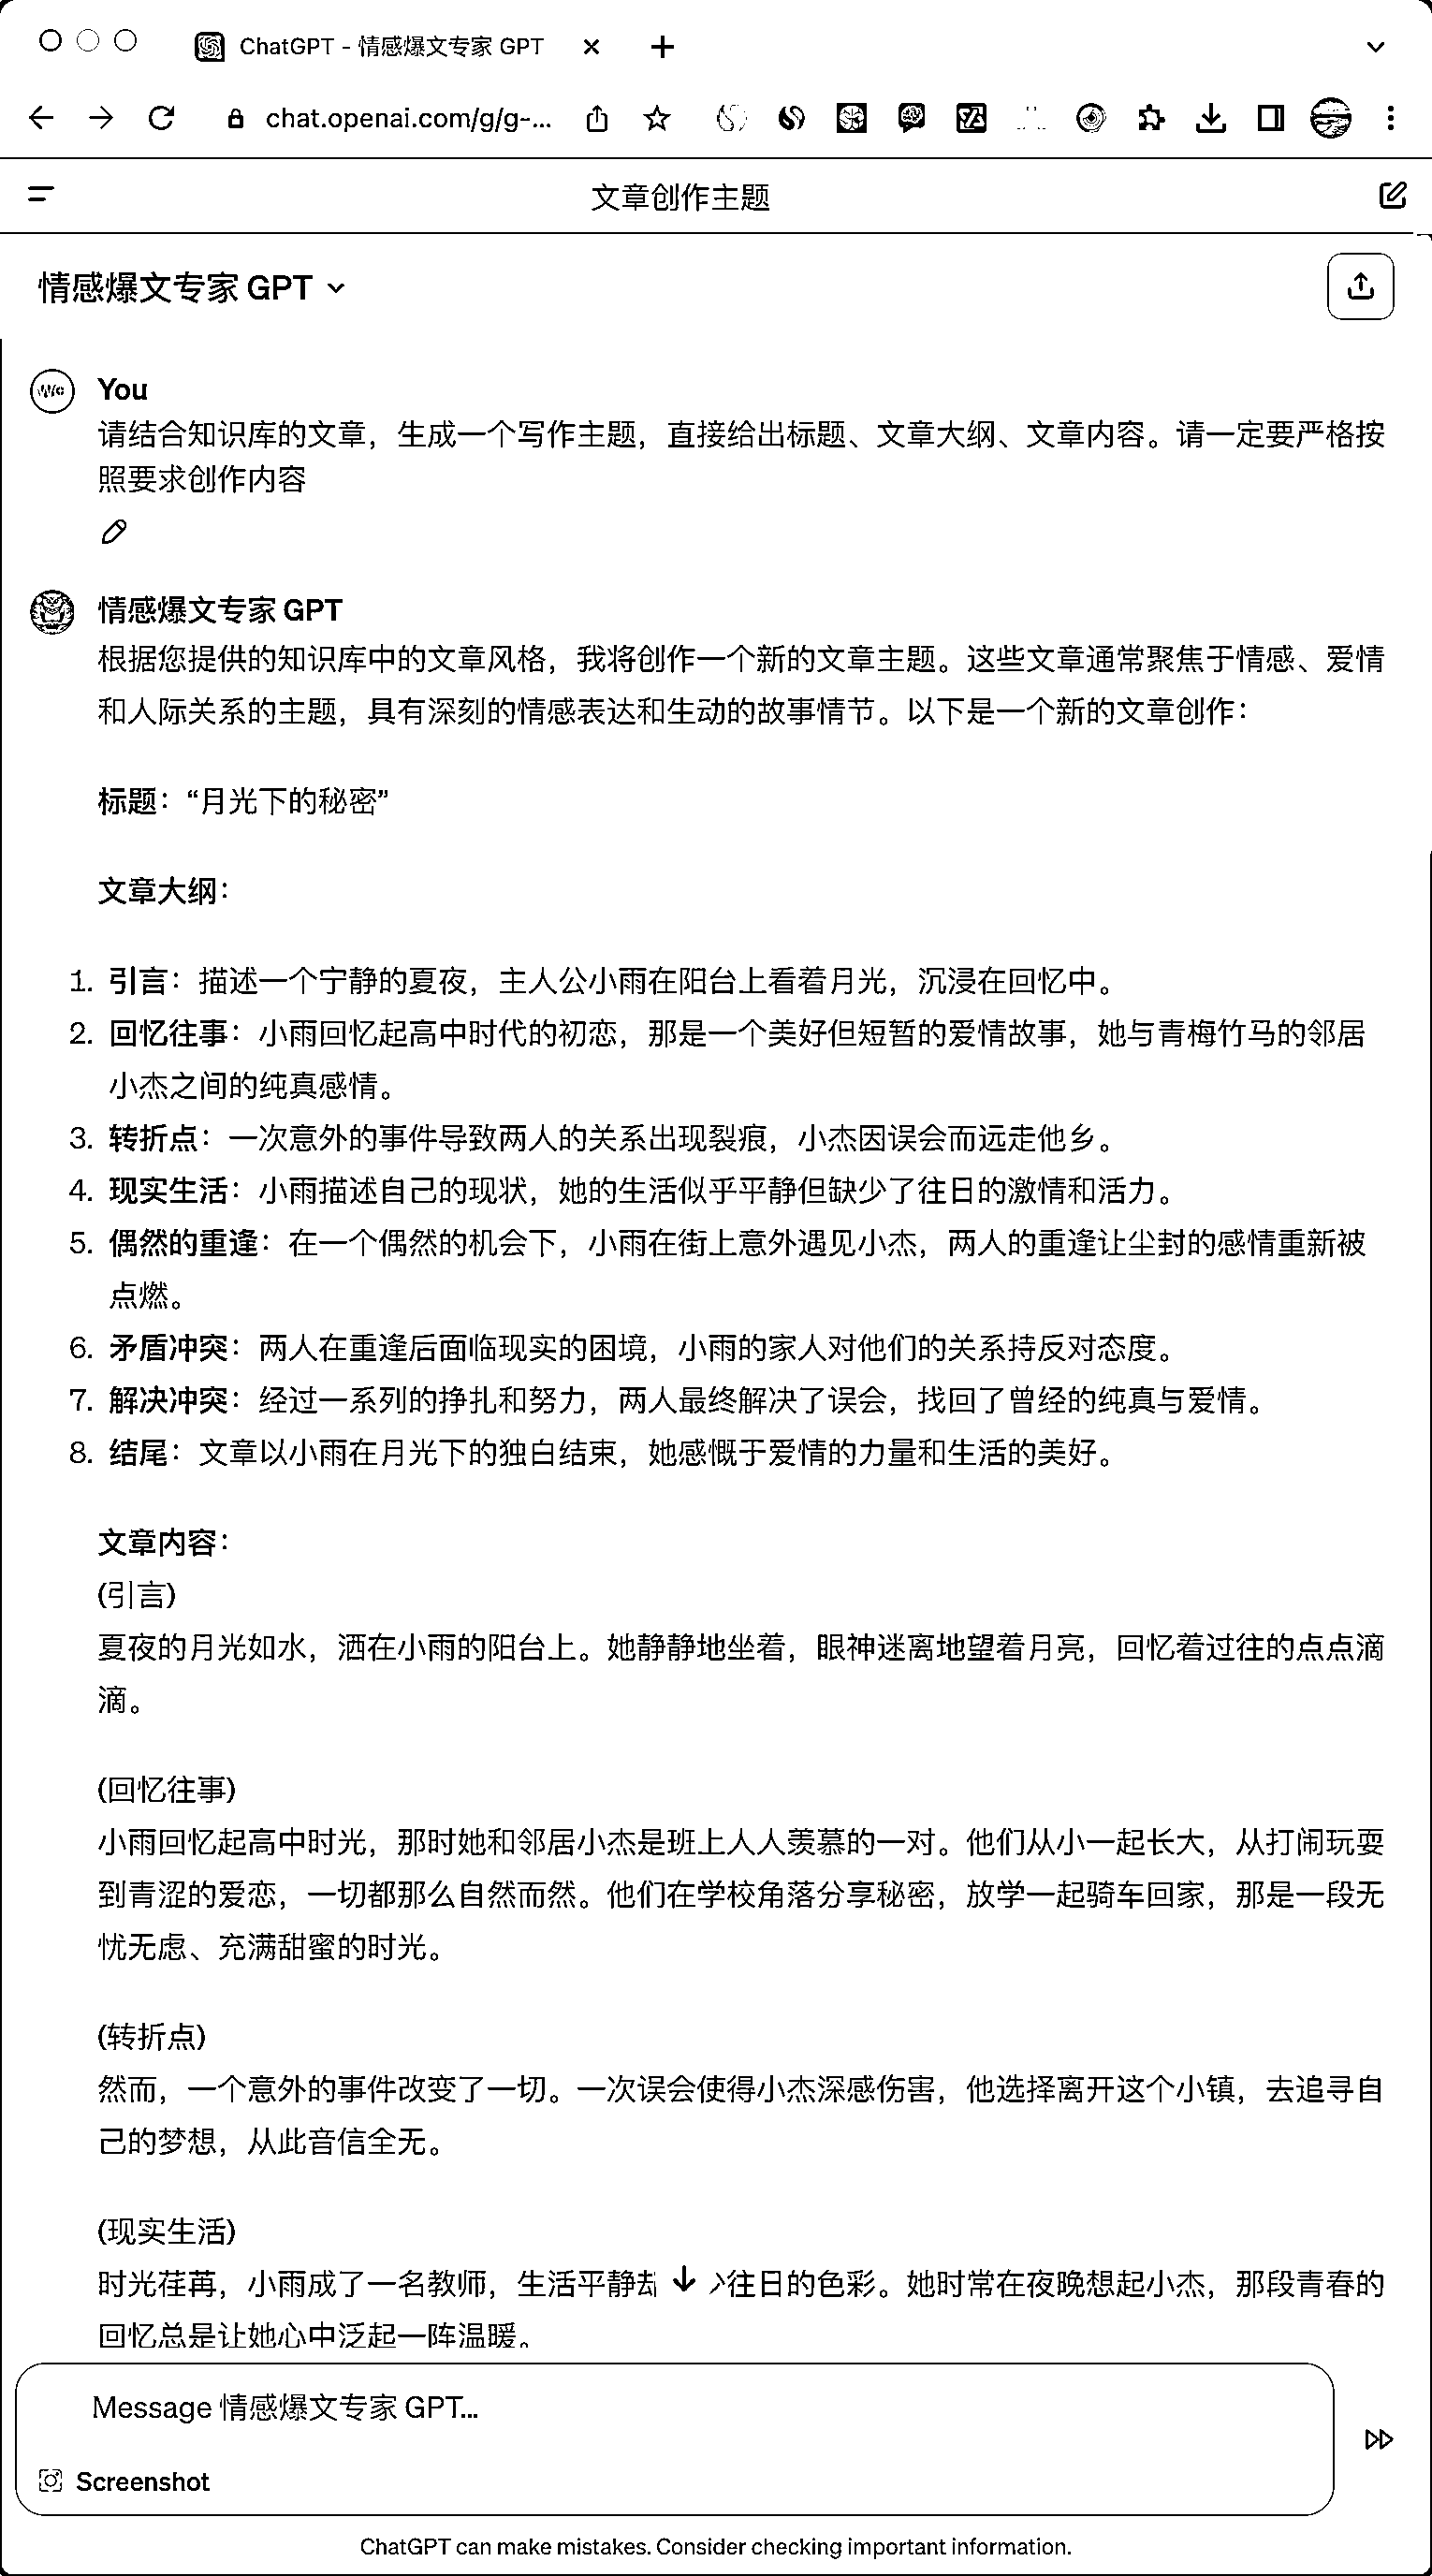 ChatGPT - 情感爆文专家 GPT
chat.openai.com/g/g-...
文章创作主题
情感爆文专家 GPT
You
请结合知识库的文章，生成一个写作主题，直接给出标题、文章大纲、文章内容。请一定要严格按
照要求创作内容
情感爆文专家 GPT
根据您提供的知识库中的文章风格，我将创作一个新的文章主题。这些文章通常聚焦于情感、爱情
和人际关系的主题，具有深刻的情感表达和生动的故事情节。以下是一个新的文章创作：
标题：“月光下的秘密”
文章大纲：
1. 引言：描述一个宁静的夏夜，主人公小雨在阳台上看着月光，沉浸在回忆中。
2. 回忆往事：小雨回忆起高中时代的初恋，那是一个美好但短暂的爱情故事，她与青梅竹马的邻居
小杰之间的纯真感情。
3. 转折点：一次意外的事件导致两人的关系出现裂痕，小杰因误会而远走他乡。
4. 现实生活：小雨描述自己的现状，她的生活似乎平静但缺少了往日的激情和活力。
5. 偶然的重逢：在一个偶然的机会下，小雨在街上意外遇见小杰，两人的重逢让尘封的感情重新被
点燃。
6. 矛盾冲突：两人在重逢后面临现实的困境，小雨的家人对他们的关系持反对态度。
7. 解决冲突：经过一系列的挣扎和努力，两人最终解决了误会，找回了曾经的纯真与爱情。
8. 结尾：文章以小雨在月光下的独白结束，她感慨于爱情的力量和生活的美好。
文章内容：
(引言)
夏夜的月光如水，洒在小雨的阳台上。她静静地坐着，眼神迷离地望着月亮，回忆着过往的点点滴
滴。
(回忆往事)
小雨回忆起高中时光，那时她和邻居小杰是班上人人羡慕的一对。他们从小一起长大，从打闹玩耍
到青涩的爱恋，一切都那么自然而然。他们在学校角落分享秘密，放学一起骑车回家，那是一段无
忧无虑、充满甜蜜的时光。
(转折点)
然而，一个意外的事件改变了一切。一次误会使得小杰深感伤害，他选择离开这个小镇，去追寻自
己的梦想，从此音信全无。
(现实生活)
时光荏苒，小雨成了一名教师，生活平静 往日的色彩。她时常在夜晚想起小杰，那段青春的
回忆总是让她心中泛起一阵温暖。
Message 情感爆文专家 GPT...
Screenshot
ChatGPT can make mistakes. Consider checking important information.